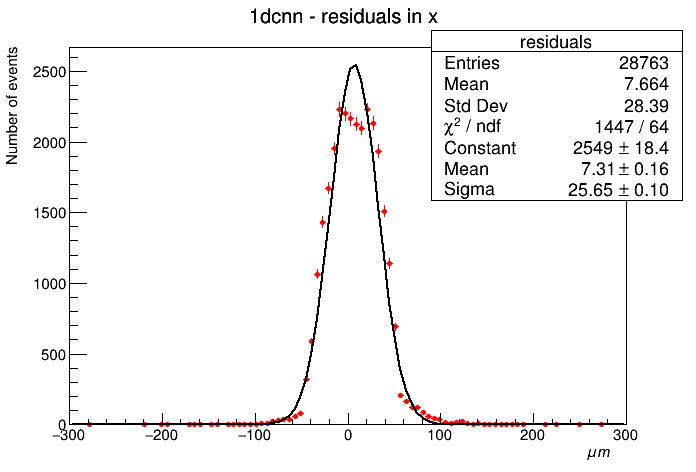 1dcnn - residuals in x
residuals
Entries 28763
Mean 7.664
Std Dev 28.39
χ² / ndf 1447 / 64
Constant 2549 ± 18.4
Mean 7.31 ± 0.16
Sigma 25.65 ± 0.10
Number of events
2500
2000
1500
1000
500
0
−300 −200 −100 0 100 200 300
μm